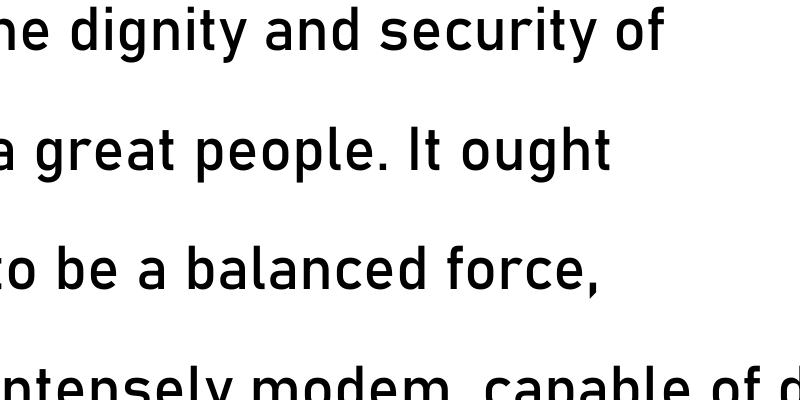 he dignity and security of
a great people. It ought
to be a balanced force,
ntensely modem, capable of d